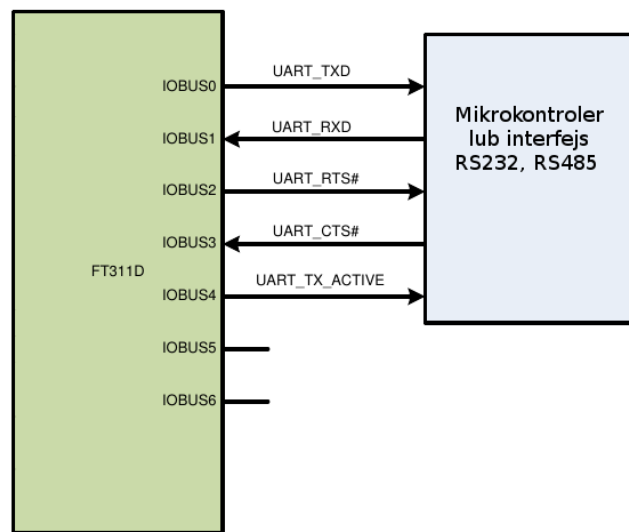 IOBUS0
UART_TXD
IOBUS1
UART_RXD
IOBUS2
UART_RTS#
IOBUS3
UART_CTS#
FT311D
IOBUS4
UART_TX_ACTIVE
IOBUS5
IOBUS6
Mikrokontroler
lub interfejs
RS232, RS485